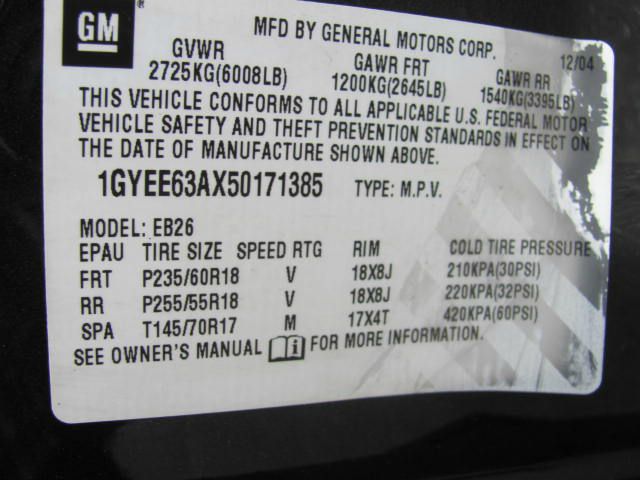 GM ®
MFD BY GENERAL MOTORS CORP.
12/04
GVWR GAWR FRT GAWR RR
2725KG(6008LB) 1200KG(2645LB) 1540KG(3395LB)
THIS VEHICLE CONFORMS TO ALL APPLICABLE U.S. FEDERAL MOTOR
VEHICLE SAFETY AND THEFT PREVENTION STANDARDS IN EFFECT ON
THE DATE OF MANUFACTURE SHOWN ABOVE.
1GYEE63AX50171385 TYPE: M.P.V.
MODEL: EB26
EPAU TIRE SIZE SPEED RTG RIM COLD TIRE PRESSURE
FRT P235/60R18 V 18X8J 210KPA(30PSI)
RR P255/55R18 V 18X8J 220KPA(32PSI)
SPA T145/70R17 M 17X4T 420KPA(60PSI)
SEE OWNER'S MANUAL i FOR MORE INFORMATION.